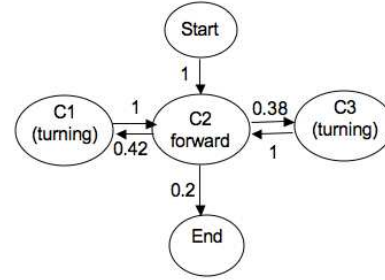 Start
1
C1
(turning)
1
0.42
C2
forward
0.38
1
C3
(turning)
0.2
End